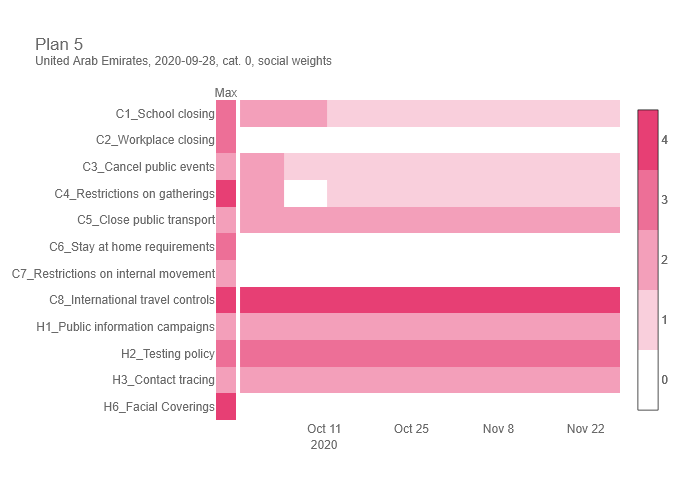 Plan 5
United Arab Emirates, 2020-09-28, cat. 0, social weights
Max
C1_School closing
C2_Workplace closing
C3_Cancel public events
C4_Restrictions on gatherings
C5_Close public transport
C6_Stay at home requirements
C7_Restrictions on internal movement
C8_International travel controls
H1_Public information campaigns
H2_Testing policy
H3_Contact tracing
H6_Facial Coverings
4
3
2
1
0
Oct 11 Oct 25 Nov 8 Nov 22
2020